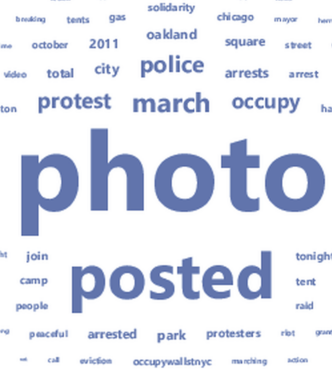 solidarity
breaking tents gas chicago mayor
oakland
october 2011 square street
video total city police arrests arrest
ton protest march occupy ha
photo
join posted tonight
camp tent
people raid
peaceful arrested park protesters riot
call eviction occupywallstnyc marching action